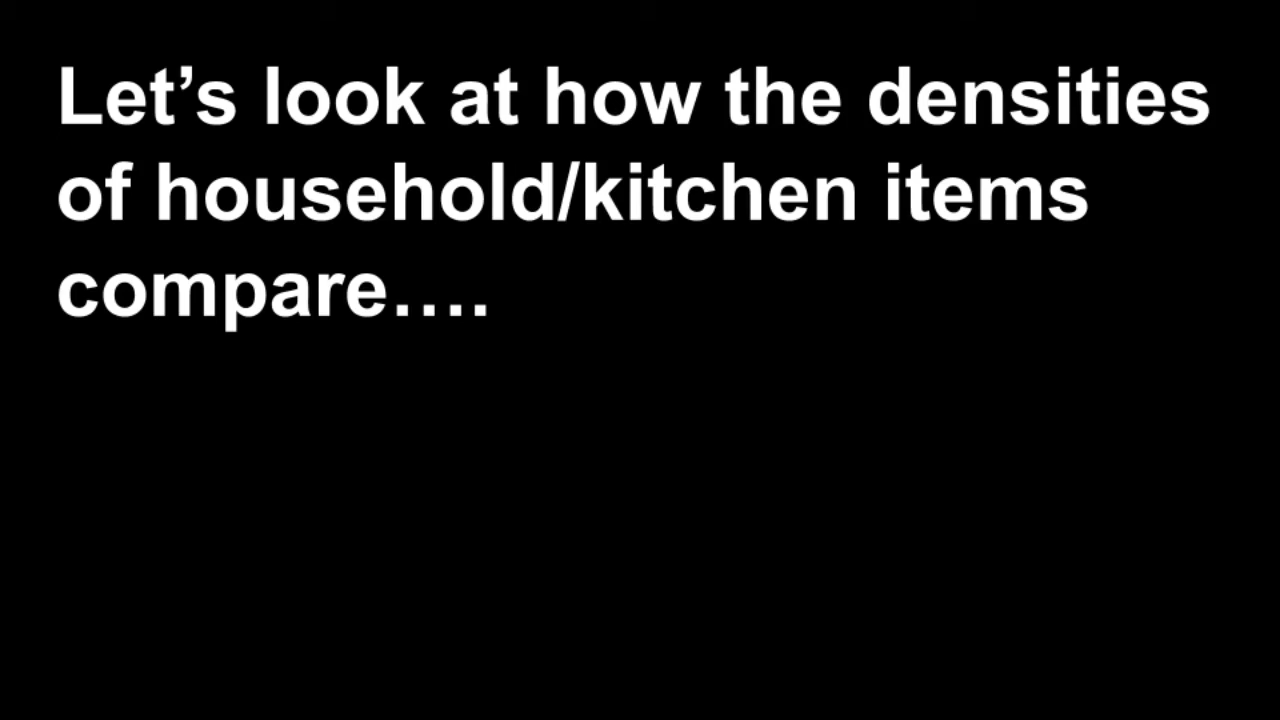 Let’s look at how the densities
of household/kitchen items
compare….